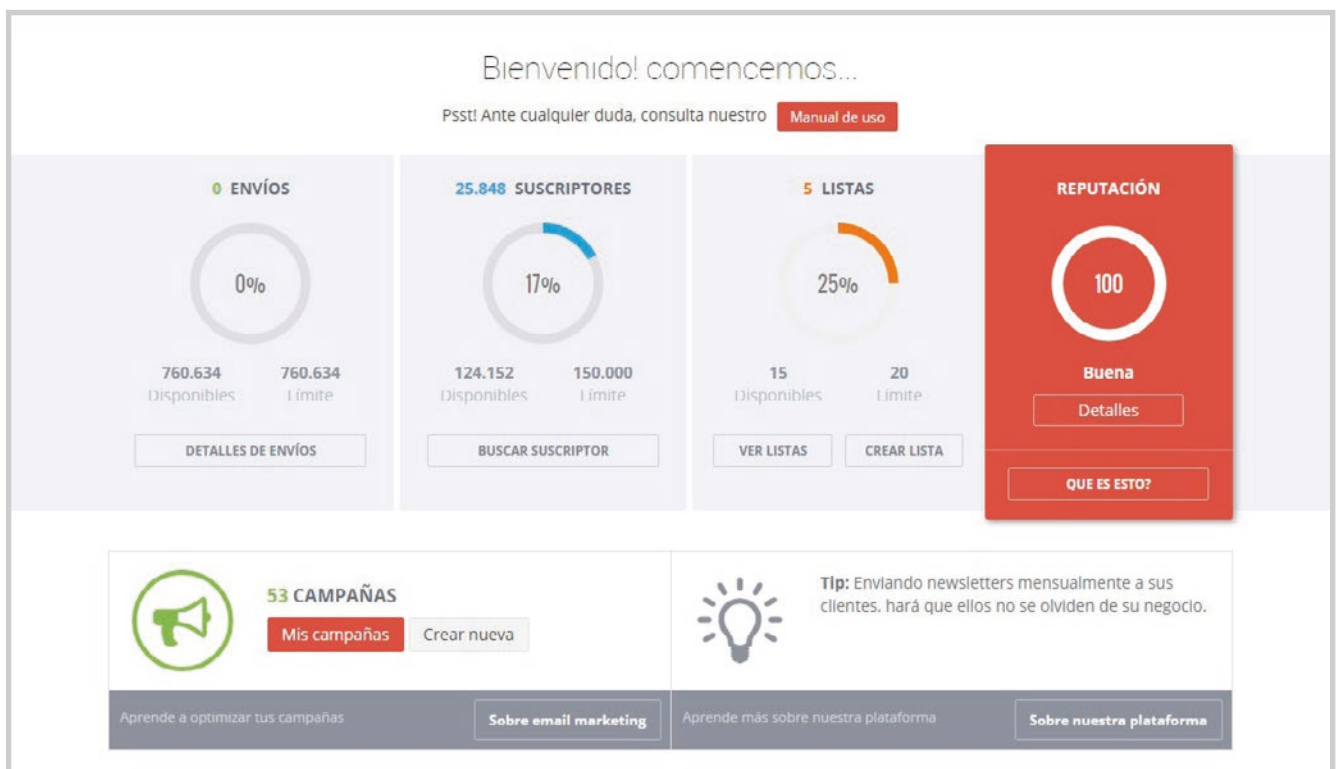 Bienvenido! comencemos...
Psst! Ante cualquier duda, consulta nuestro Manual de uso
0 ENVÍOS
0%
760.634 760.634
Disponibles Límite
DETALLES DE ENVÍOS
25.848 SUSCRIPTORES
17%
124.152 150.000
Disponibles Límite
BUSCAR SUSCRIPTOR
5 LISTAS
25%
15 20
Disponibles Límite
VER LISTAS CREAR LISTA
REPUTACIÓN
100
Buena
Detalles
QUE ES ESTO?
53 CAMPAÑAS
Mis campañas Crear nueva
Aprende a optimizar tus campañas Sobre email marketing
Tip: Enviando newsletters mensualmente a sus
clientes. hará que ellos no se olviden de su negocio.
Aprende más sobre nuestra plataforma Sobre nuestra plataforma